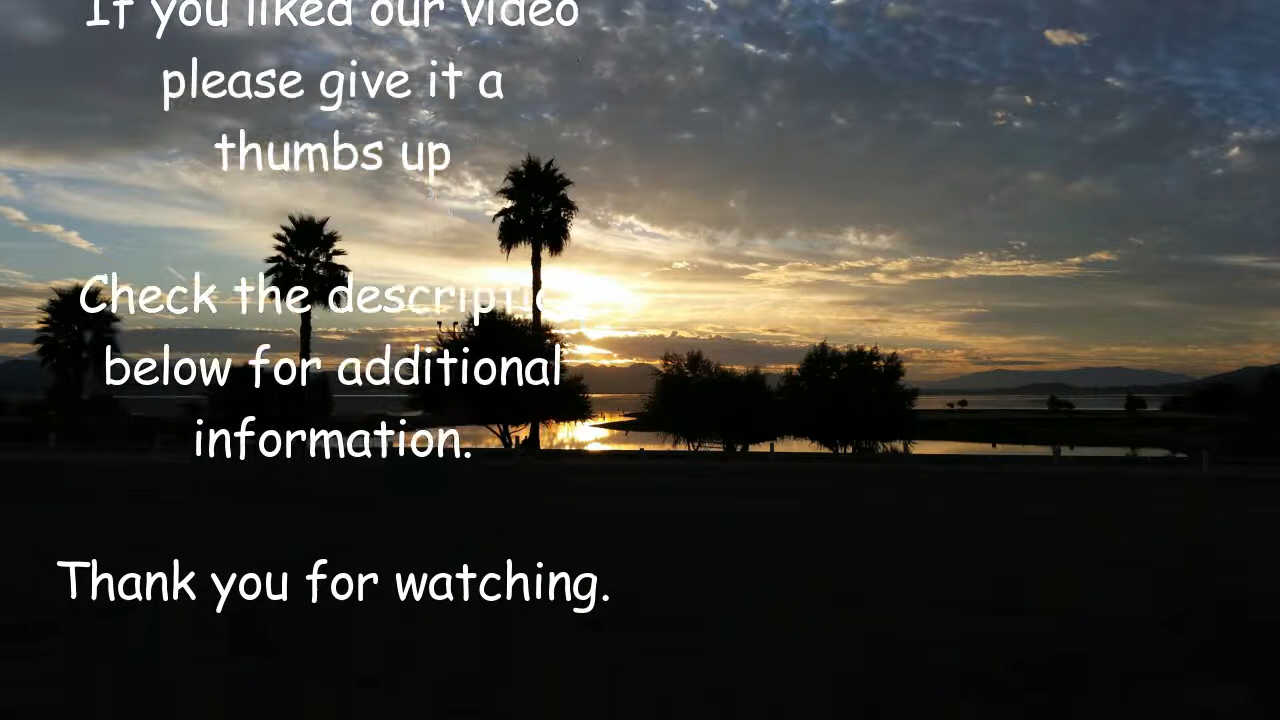 If you liked our video
please give it a
thumbs up
Check the description
below for additional
information.
Thank you for watching.